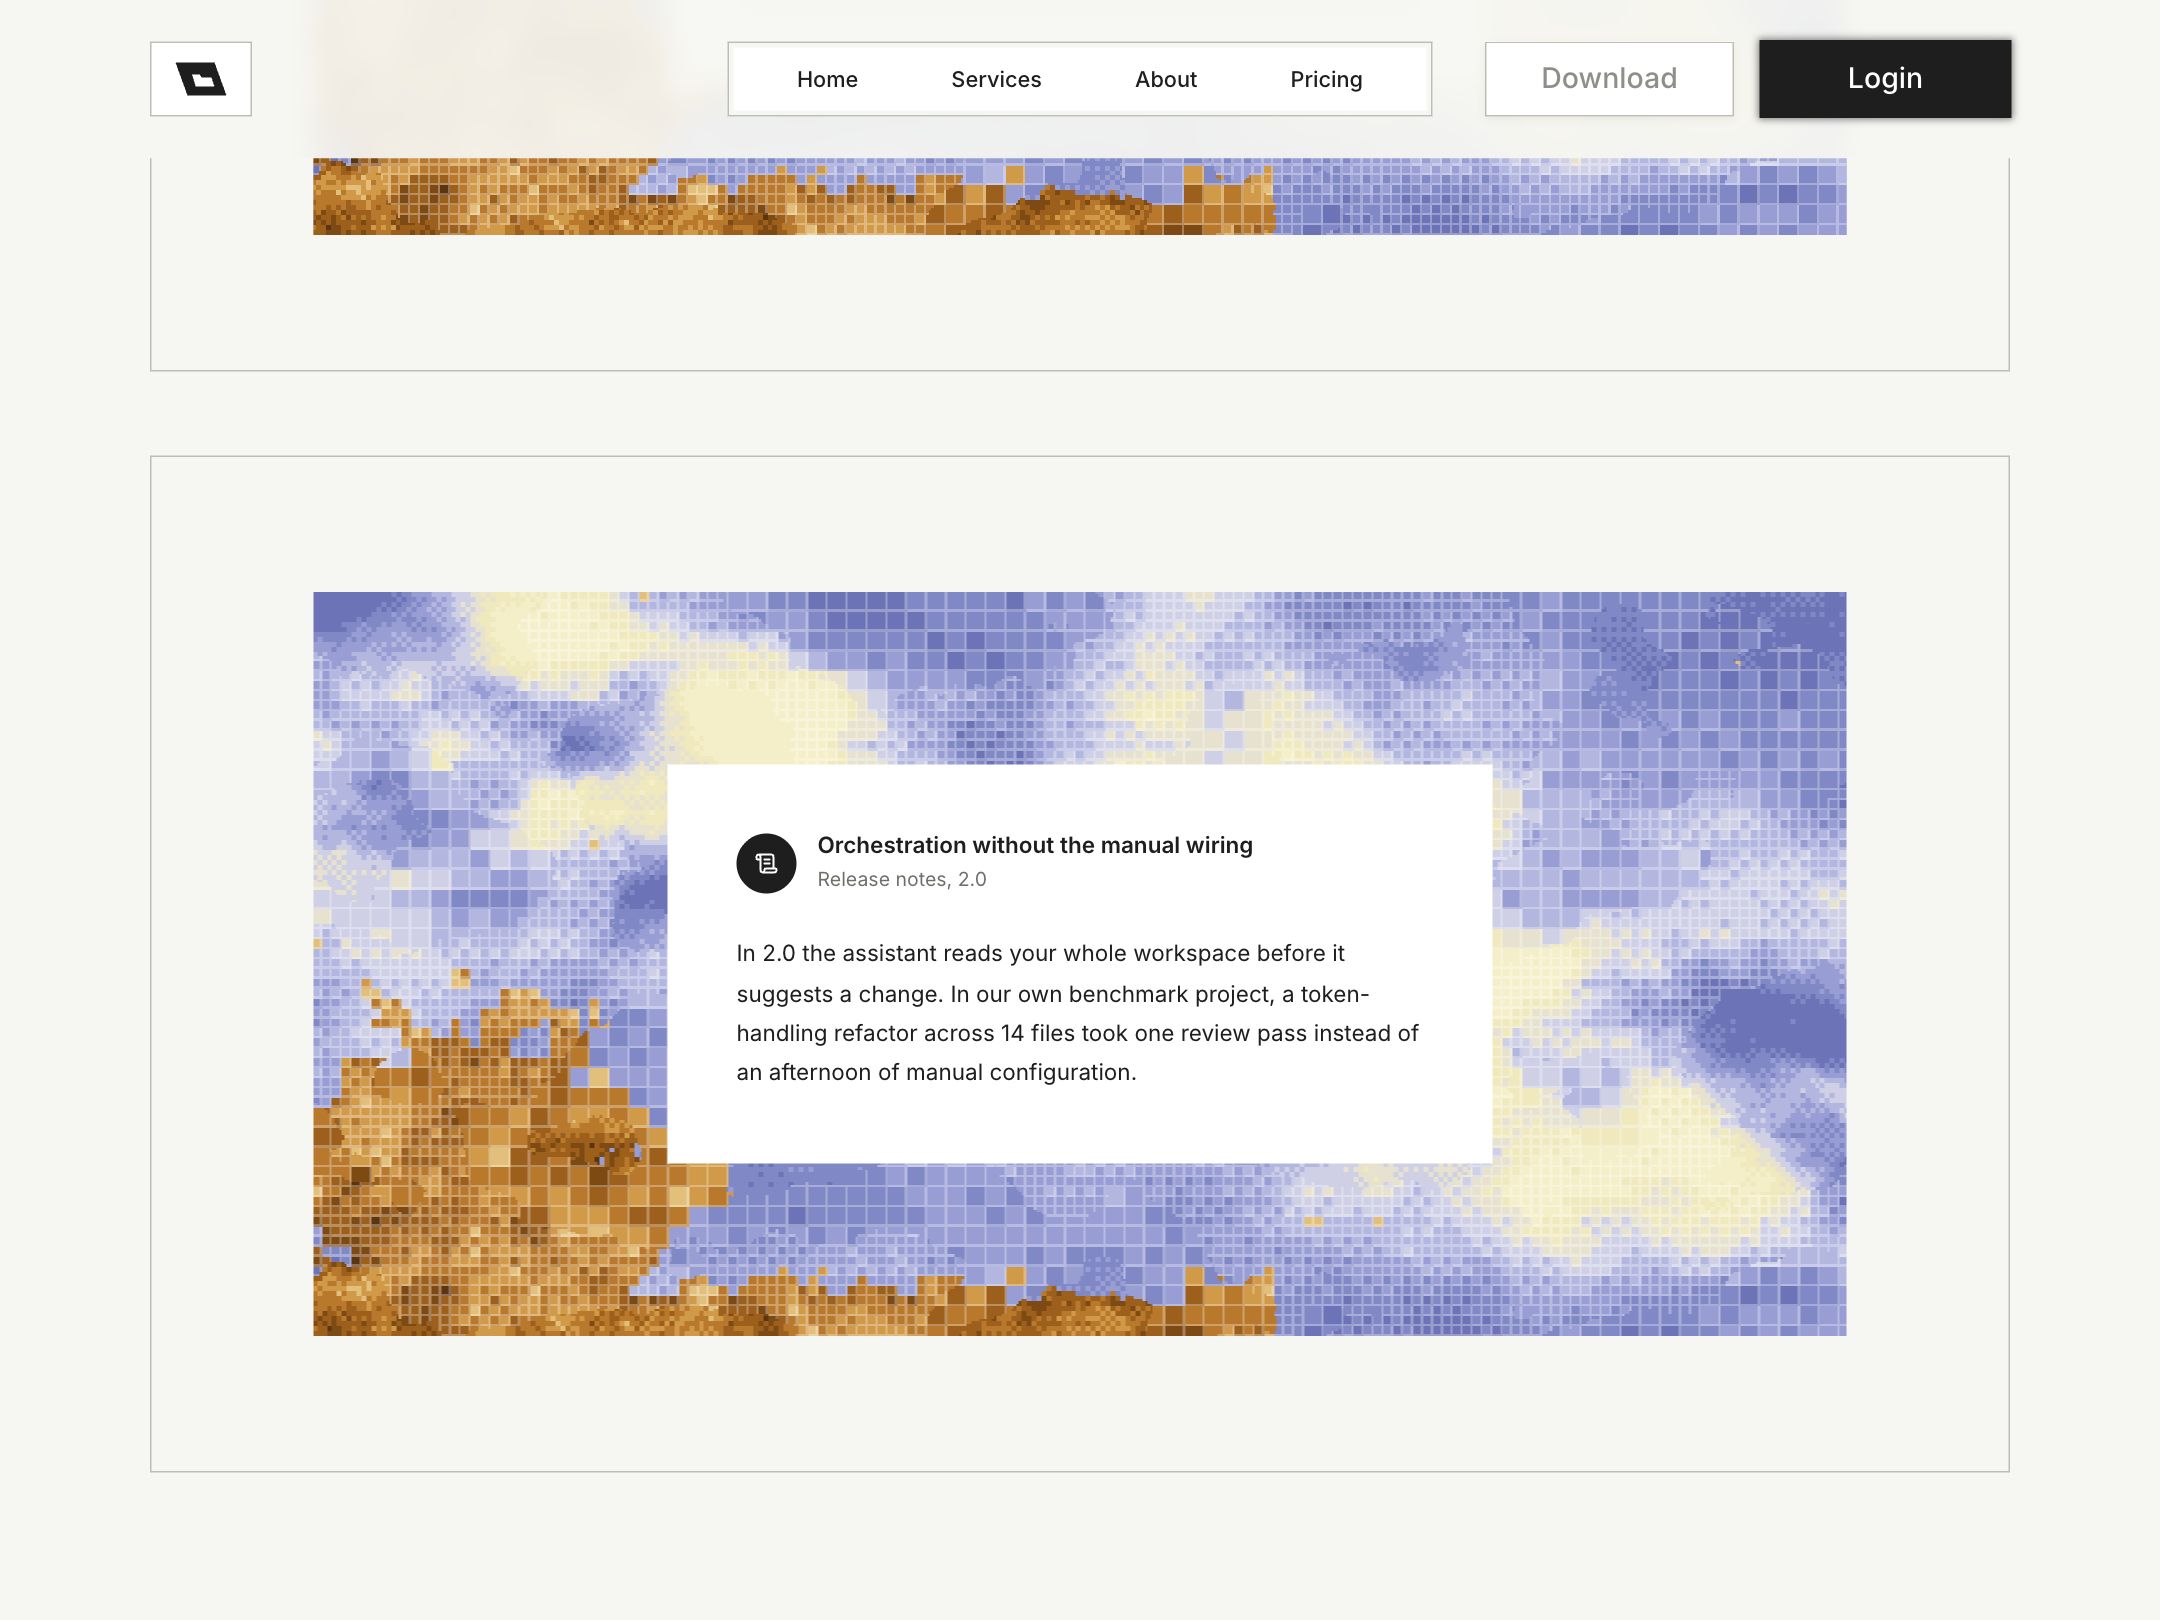 Home Services About Pricing Download Login
Orchestration without the manual wiring
Release notes, 2.0
In 2.0 the assistant reads your whole workspace before it
suggests a change. In our own benchmark project, a token-
handling refactor across 14 files took one review pass instead of
an afternoon of manual configuration.